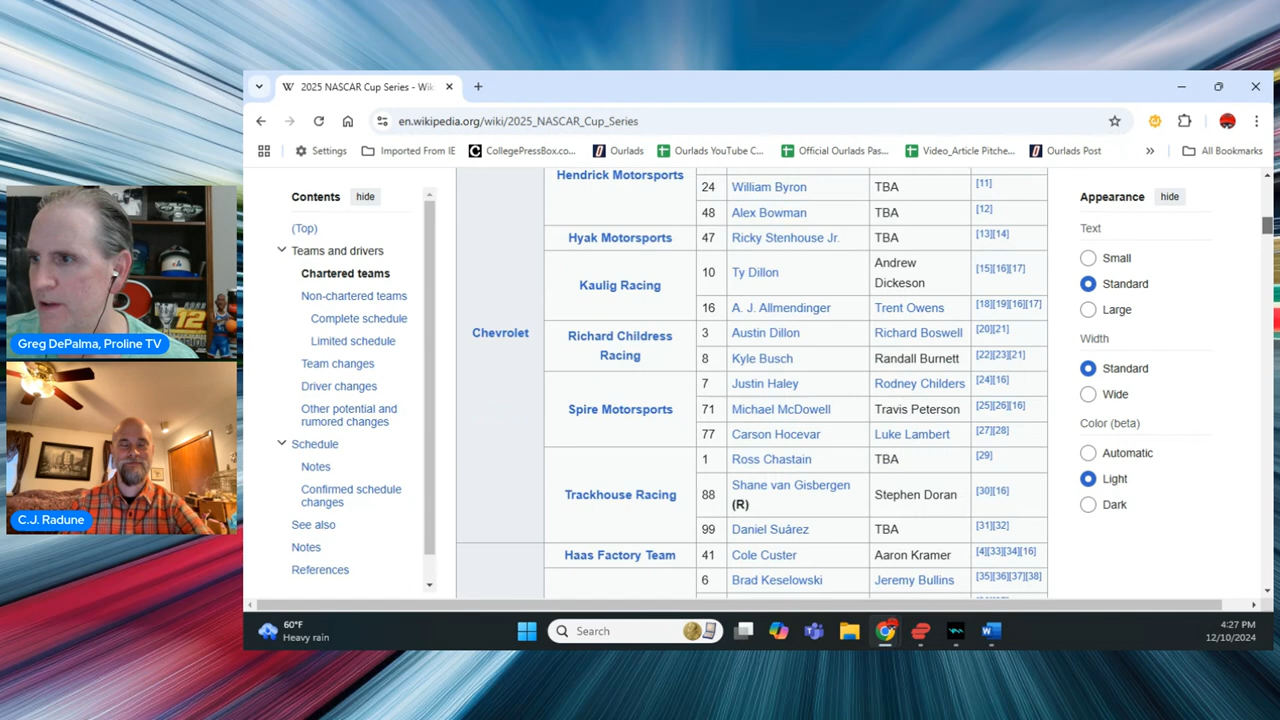 2025 NASCAR Cup Series - Wik
en.wikipedia.org/wiki/2025_NASCAR_Cup_Series
Settings Imported From IE CollegePressBox.co... Ourlads Ourlads YouTube C... Official Ourlads Pas... Video_Article Pitche... Ourlads Post » All Bookmarks
Contents hide
(Top)
Teams and drivers
Chartered teams
Non-chartered teams
Complete schedule
Limited schedule
Team changes
Driver changes
Other potential and
rumored changes
Schedule
Notes
Confirmed schedule
changes
See also
Notes
References
Chevrolet
Hendrick Motorsports
24 William Byron TBA [11]
48 Alex Bowman TBA [12]
Hyak Motorsports 47 Ricky Stenhouse Jr. TBA [13][14]
Kaulig Racing
10 Ty Dillon Andrew
Dickeson [15][16][17]
16 A. J. Allmendinger Trent Owens [18][19][16][17]
Richard Childress
Racing
3 Austin Dillon Richard Boswell [20][21]
8 Kyle Busch Randall Burnett [22][23][21]
Spire Motorsports
7 Justin Haley Rodney Childers [24][16]
71 Michael McDowell Travis Peterson [25][26][16]
77 Carson Hocevar Luke Lambert [27][28]
Trackhouse Racing
1 Ross Chastain TBA [29]
88 Shane van Gisbergen
(R) Stephen Doran [30][16]
99 Daniel Suárez TBA [31][32]
Haas Factory Team 41 Cole Custer Aaron Kramer [4][33][34][16]
6 Brad Keselowski Jeremy Bullins [35][36][37][38]
Appearance hide
Text
Small
Standard
Large
Width
Standard
Wide
Color (beta)
Automatic
Light
Dark
Greg DePalma, Proline TV
C.J. Radune
60°F
Heavy rain
Search
4:27 PM
12/10/2024